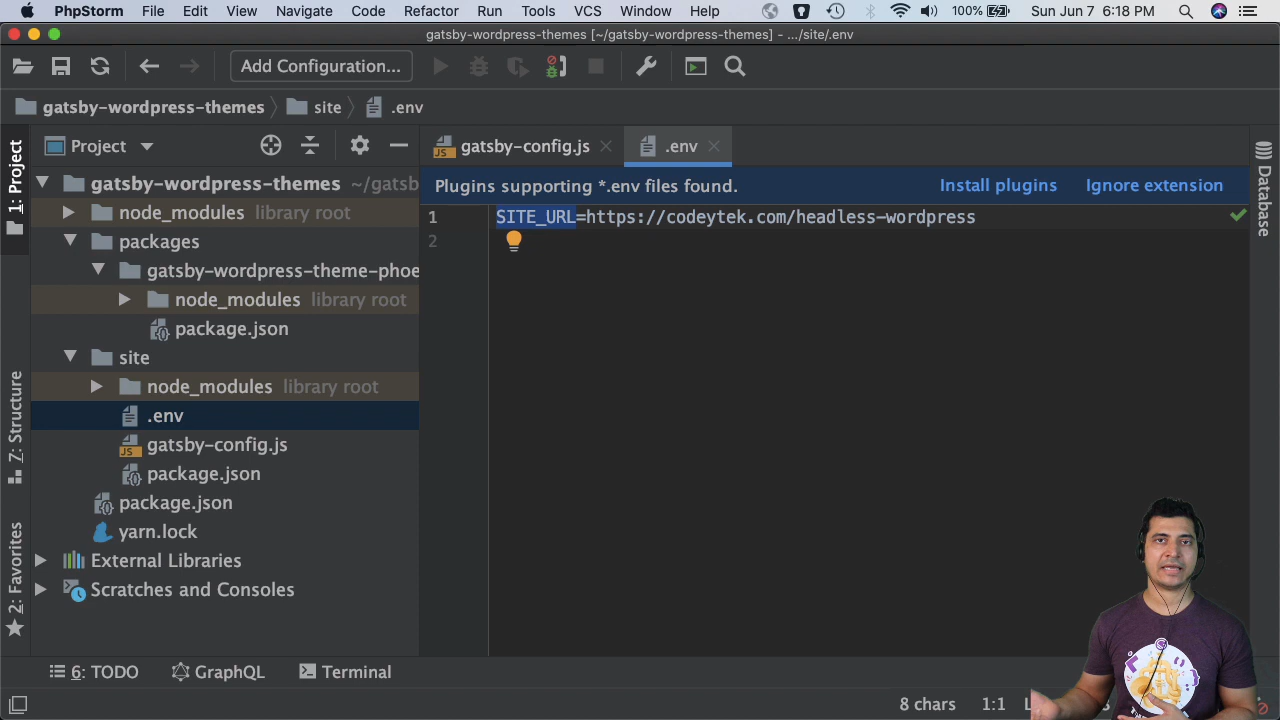 PhpStorm File Edit View Navigate Code Refactor Run Tools VCS Window Help 100% Sun Jun 7 6:18 PM
gatsby-wordpress-themes [~/gatsby-wordpress-themes] - .../site/.env
Add Configuration...
gatsby-wordpress-themes site .env
1: Project
Project
gatsby-config.js
.env
gatsby-wordpress-themes ~/gatsb
node_modules library root
packages
gatsby-wordpress-theme-phoe
node_modules library root
package.json
site
node_modules library root
.env
gatsby-config.js
package.json
package.json
yarn.lock
External Libraries
Scratches and Consoles
Plugins supporting *.env files found. Install plugins Ignore extension
1 SITE_URL=https://codeytek.com/headless-wordpress
2
Database
7: Structure
2: Favorites
6: TODO GraphQL Terminal
8 chars 1:1